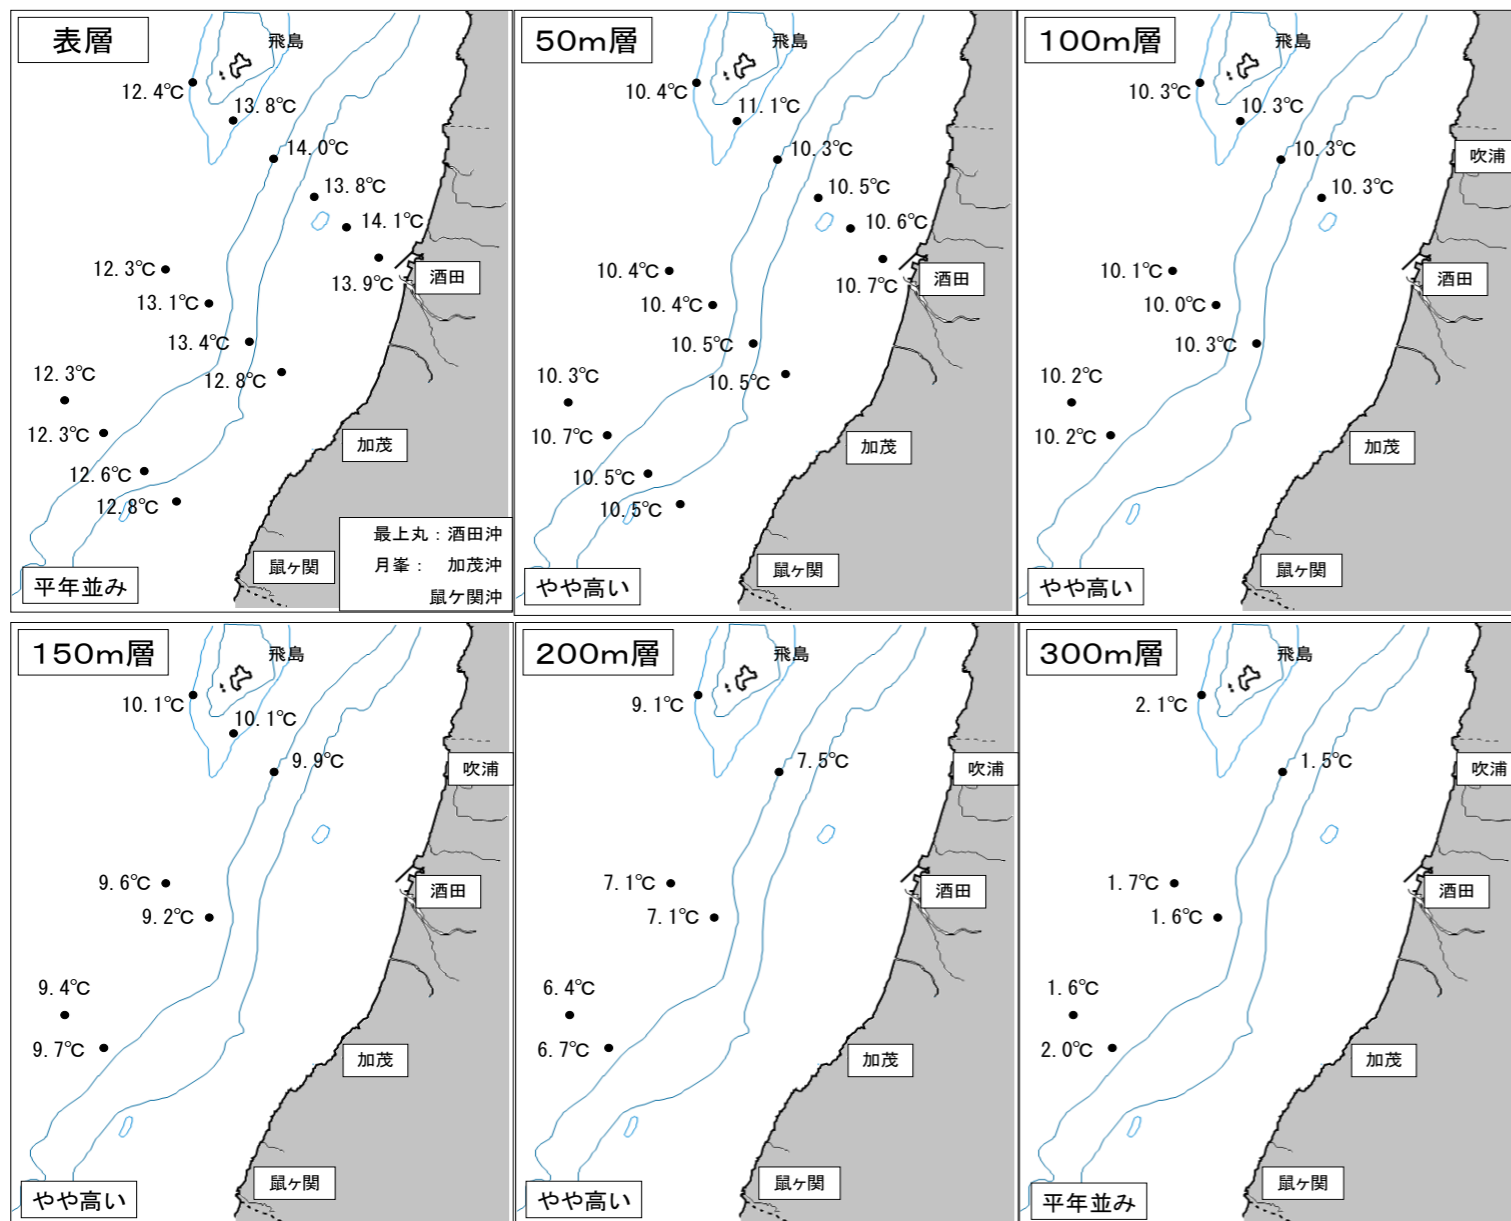 表層
飛島
12.4℃
13.8℃
14.0℃
13.8℃
14.1℃
13.9℃
酒田
12.3℃
13.1℃
13.4℃
12.8℃
12.3℃
12.3℃
12.6℃
12.8℃
加茂
鼠ヶ関
平年並み
最上丸：酒田沖
月峯： 加茂沖
鼠ケ関沖
50m層
飛島
10.4℃
11.1℃
10.3℃
10.5℃
10.6℃
10.7℃
酒田
10.4℃
10.4℃
10.5℃
10.5℃
10.3℃
10.7℃
10.5℃
10.5℃
加茂
鼠ヶ関
やや高い
100m層
飛島
10.3℃
10.3℃
10.3℃
10.3℃
吹浦
酒田
10.1℃
10.0℃
10.3℃
10.2℃
10.2℃
加茂
鼠ヶ関
やや高い
150m層
飛島
10.1℃
10.1℃
9.9℃
吹浦
酒田
9.6℃
9.2℃
9.4℃
9.7℃
加茂
鼠ヶ関
やや高い
200m層
飛島
9.1℃
7.5℃
吹浦
酒田
7.1℃
7.1℃
6.4℃
6.7℃
加茂
鼠ヶ関
やや高い
300m層
飛島
2.1℃
1.5℃
吹浦
酒田
1.7℃
1.6℃
1.6℃
2.0℃
加茂
鼠ヶ関
平年並み